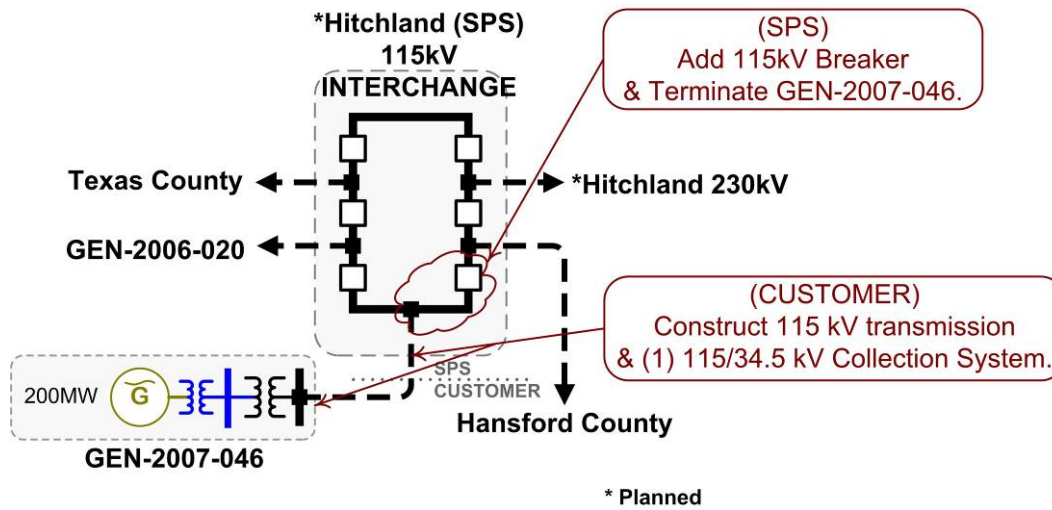 *Hitchland (SPS)
115kV
INTERCHANGE
(SPS)
Add 115kV Breaker
& Terminate GEN-2007-046.
Texas County
*Hitchland 230kV
GEN-2006-020
(CUSTOMER)
Construct 115 kV transmission
& (1) 115/34.5 kV Collection System.
SPS
CUSTOMER
200MW
G
Hansford County
GEN-2007-046
* Planned